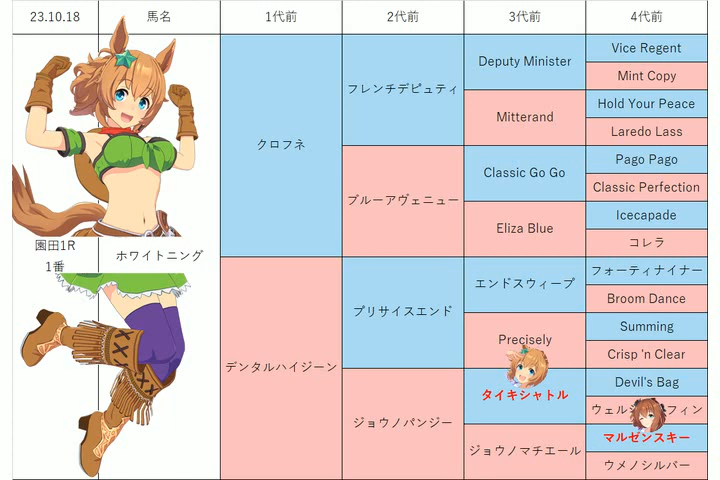 23.10.18 馬名 1代前 2代前 3代前 4代前
園田1R
1番
ホワイトニング
クロフネ
デンタルハイジーン
フレンチデピュティ
ブルーアヴェニュー
プリサイスエンド
ジョウノパンジー
Deputy Minister
Mitterand
Classic Go Go
Eliza Blue
エンドスウィープ
Precisely
タイキシャトル
ジョウノマチエール
Vice Regent
Mint Copy
Hold Your Peace
Laredo Lass
Pago Pago
Classic Perfection
Icecapade
コレラ
フォーティナイナー
Broom Dance
Summing
Crisp 'n Clear
Devil's Bag
ウェル フィン
マルゼンスキー
ウメノシルバー